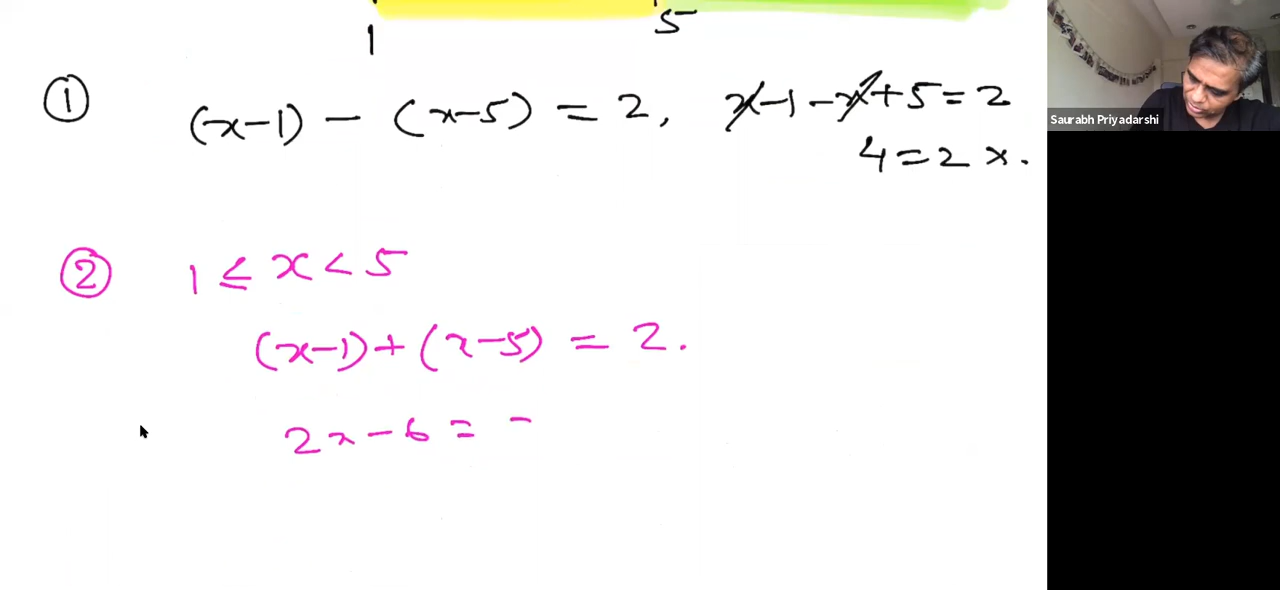 1 5
① (x-1) - (x-5) = 2, x-1-x+5=2
4=2 ×.
Saurabh Priyadarshi
② 1 ≤ x < 5
(x-1)+(x-5) = 2.
2x-6 =